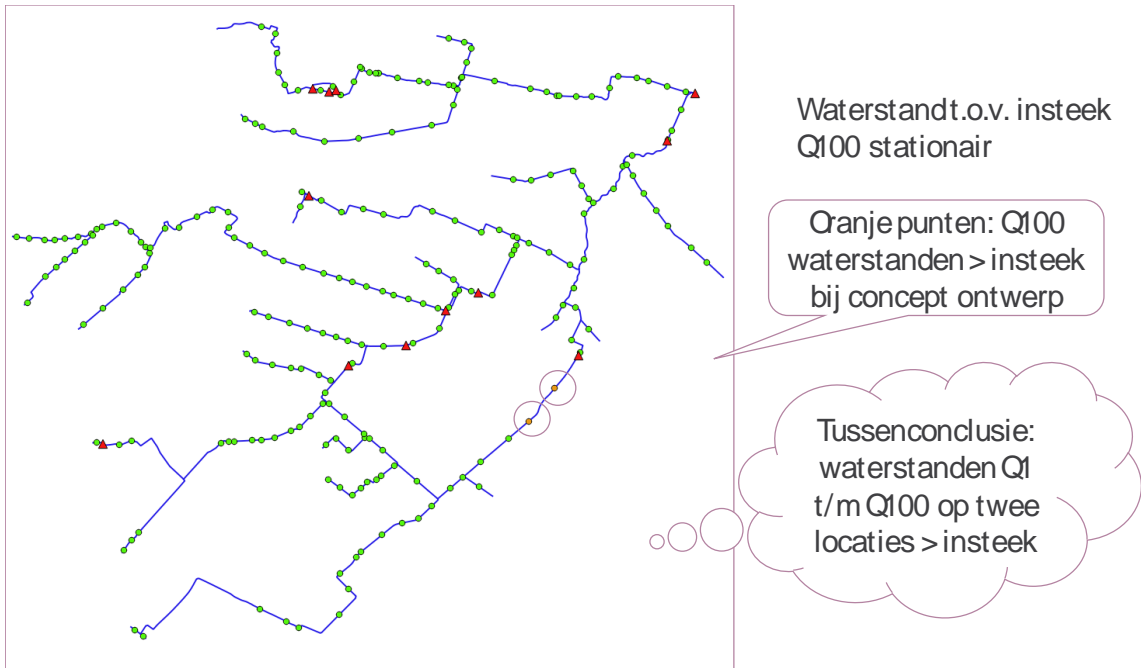 Waterstand t.o.v. insteek
Q100 stationair
Oranje punten: Q100
waterstanden > insteek
bij concept ontwerp
Tussenconclusie:
waterstanden Q1
t/m Q100 op twee
locaties > insteek